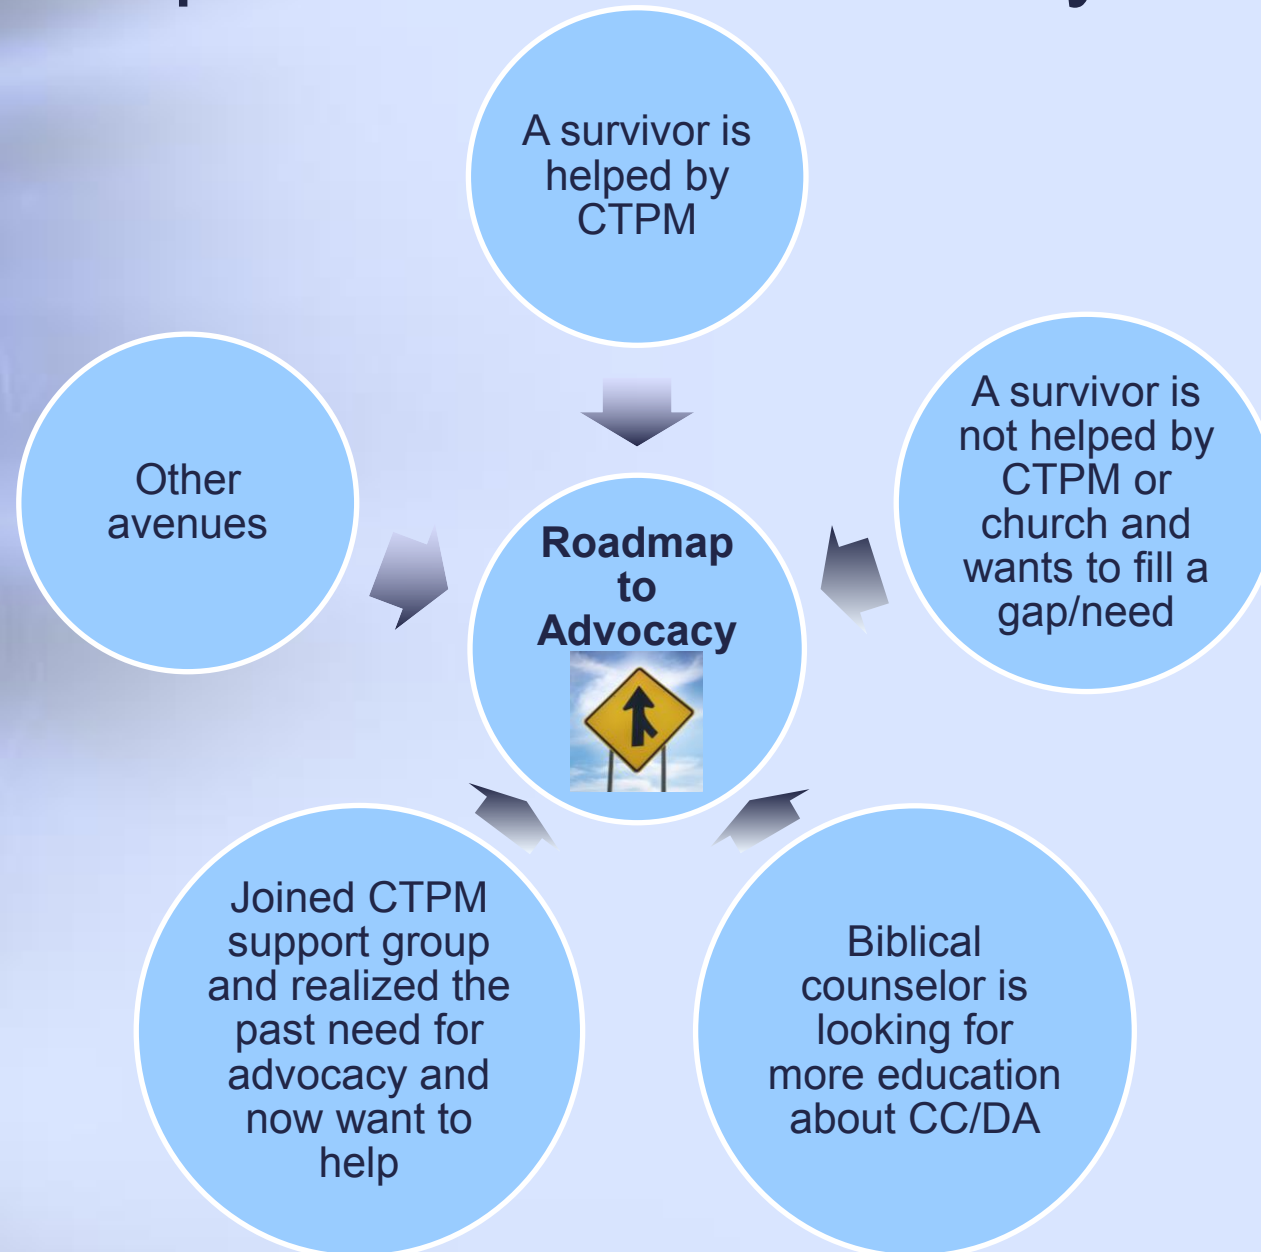 A survivor is
helped by
CTPM
A survivor is
not helped by
CTPM or
church and
wants to fill a
gap/need
Other
avenues
Roadmap
to
Advocacy
Joined CTPM
support group
and realized the
past need for
advocacy and
now want to
help
Biblical
counselor is
looking for
more education
about CC/DA